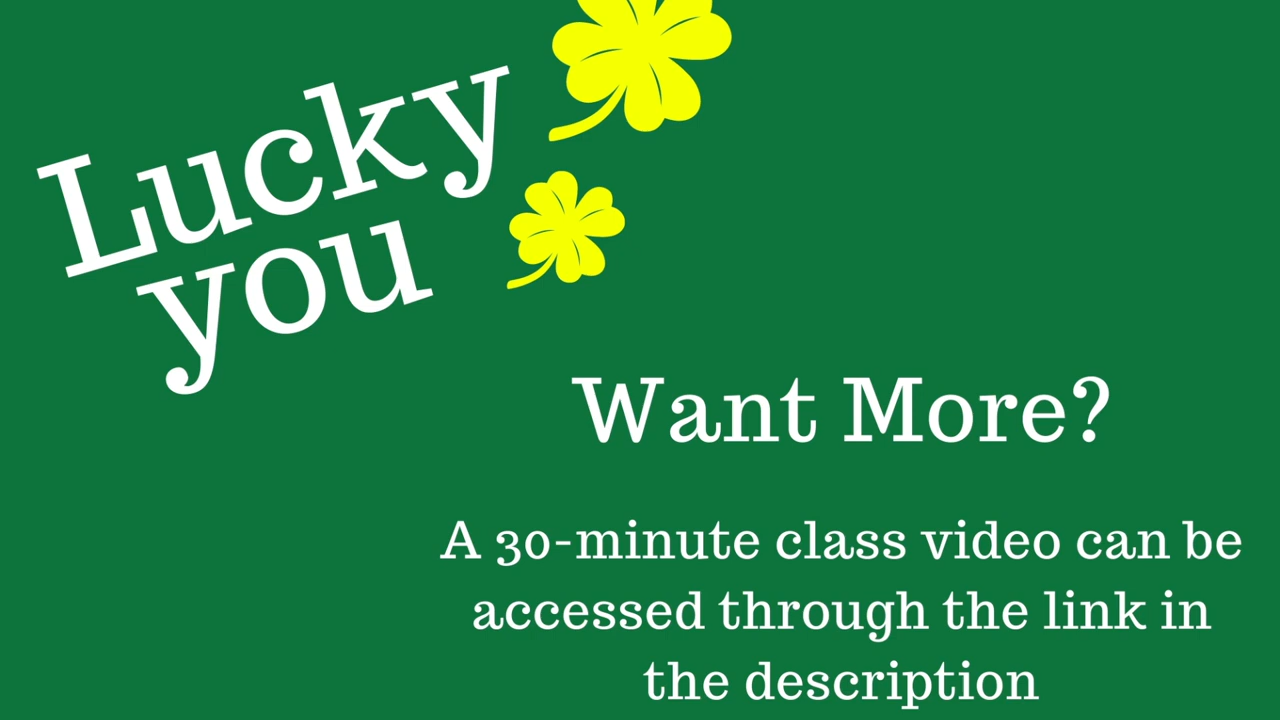 Lucky
you
Want More?
A 30-minute class video can be
accessed through the link in
the description